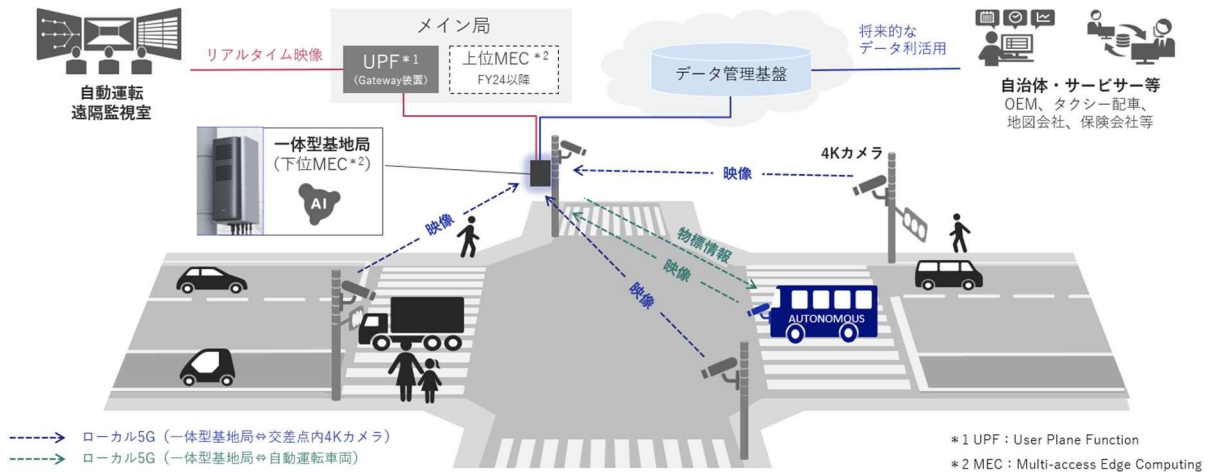 メイン局
リアルタイム映像
UPF*1
(Gateway装置)
上位MEC*2
FY24以降
データ管理基盤
将来的な
データ利活用
自動運転
遠隔監視室
自治体・サービサー等
OEM、タクシー配車、
地図会社、保険会社等
一体型基地局
(下位MEC*2)
AI
4Kカメラ
映像
映像
物標情報
映像
映像
AUTONOMOUS
ローカル5G（一体型基地局⇔交差点内4Kカメラ）
ローカル5G（一体型基地局⇔自動運転車両）
*1 UPF：User Plane Function
*2 MEC：Multi-access Edge Computing